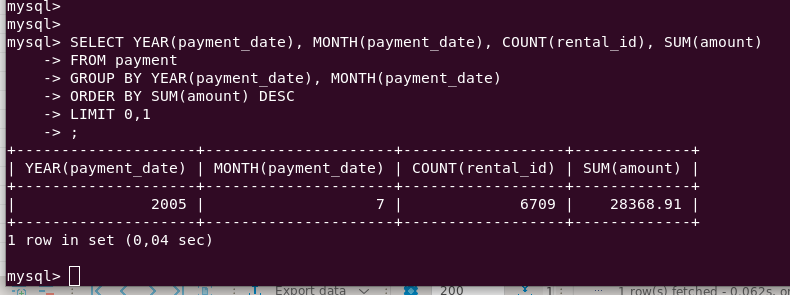 mysql>
mysql>
mysql> SELECT YEAR(payment_date), MONTH(payment_date), COUNT(rental_id), SUM(amount)
    -> FROM payment
    -> GROUP BY YEAR(payment_date), MONTH(payment_date)
    -> ORDER BY SUM(amount) DESC
    -> LIMIT 0,1
    -> ;
+--------------------+---------------------+------------------+-------------+
| YEAR(payment_date) | MONTH(payment_date) | COUNT(rental_id) | SUM(amount) |
+--------------------+---------------------+------------------+-------------+
|               2005 |                   7 |             6709 |    28368.91 |
+--------------------+---------------------+------------------+-------------+
1 row in set (0,04 sec)
mysql>
Export data 200 1 ... 1 row(s) fetched - 0.062s, o